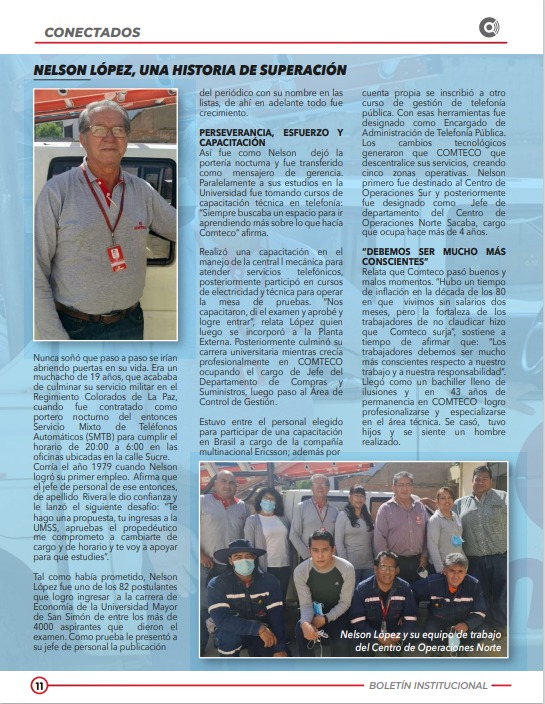 CONECTADOS
NELSON LÓPEZ, UNA HISTORIA DE SUPERACIÓN
Nunca soñó que paso a paso se irían
abriendo puertas en su vida. Era un
muchacho de 19 años, que acababa
de culminar su servicio militar en el
Regimiento Colorados de La Paz,
cuando fue contratado como
portero nocturno del entonces
Servicio Mixto de Teléfonos
Automáticos (SMTB) para cumplir el
horario de 20:00 a 6:00 en las
oficinas ubicadas en la calle Sucre.
Corría el año 1979 cuando Nelson
logró su primer empleo. Afirma que
el jefe de personal de ese entonces,
de apellido Rivera le dio confianza y
le lanzó el siguiente desafío: “Te
hago una propuesta, tu ingresas a la
UMSS, apruebas el propedéutico
me comprometo a cambiarte de
cargo y de horario y te voy a apoyar
para que estudies”.
Tal como había prometido, Nelson
López fue uno de los 82 postulantes
que logro ingresar a la carrera de
Economía de la Universidad Mayor
de San Simón de entre los más de
4000 aspirantes que dieron el
examen. Como prueba le presentó a
su jefe de personal la publicación
del periódico con su nombre en las
listas, de ahí en adelante todo fue
crecimiento.
PERSEVERANCIA, ESFUERZO Y
CAPACITACIÓN
Así fue como Nelson dejó la
portería nocturna y fue transferido
como mensajero de gerencia.
Paralelamente a sus estudios en la
Universidad fue tomando cursos de
capacitación técnica en telefonía:
“Siempre buscaba un espacio para ir
aprendiendo más sobre lo que hacía
Comteco” afirma.
Realizó una capacitación en el
manejo de la central I mecánica para
atender servicios telefónicos,
posteriormente participó en cursos
de electricidad y técnica para operar
la mesa de pruebas. “Nos
capacitaron, di el examen y aprobé y
logre entrar”, relata López quien
luego se incorporó a la Planta
Externa. Posteriormente culminó su
carrera universitaria mientras crecía
profesionalmente en COMTECO
ocupando el cargo de Jefe del
Departamento de Compras y
Suministros, luego paso al Área de
Control de Gestión.
Estuvo entre el personal elegido
para participar de una capacitación
en Brasil a cargo de la compañía
multinacional Ericsson; además por
cuenta propia se inscribió a otro
curso de gestión de telefonía
pública. Con esas herramientas fue
designado como Encargado de
Administración de Telefonía Pública.
Los cambios tecnológicos
generaron que COMTECO que
descentralice sus servicios, creando
cinco zonas operativas. Nelson
primero fue destinado al Centro de
Operaciones Sur y posteriormente
fue designado como Jefe de
departamento del Centro de
Operaciones Norte Sacaba, cargo
que ocupa hace más de 4 años.
“DEBEMOS SER MUCHO MÁS
CONSCIENTES”
Relata que Comteco pasó buenos y
malos momentos. “Hubo un tiempo
de inflación en la década de los 80
en que vivimos sin salarios dos
meses, pero la fortaleza de los
trabajadores de no claudicar hizo
que Comteco surja”, sostiene a
tiempo de afirmar que: “Los
trabajadores debemos ser mucho
más conscientes respecto a nuestro
trabajo y a nuestra responsabilidad”.
Llegó como un bachiller lleno de
ilusiones y en 43 años de
permanencia en COMTECO logro
profesionalizarse y especializarse
en el área técnica. Se casó, tuvo
hijos y se siente un hombre
realizado.
Nelson López y su equipo de trabajo
del Centro de Operaciones Norte
11
BOLETÍN INSTITUCIONAL